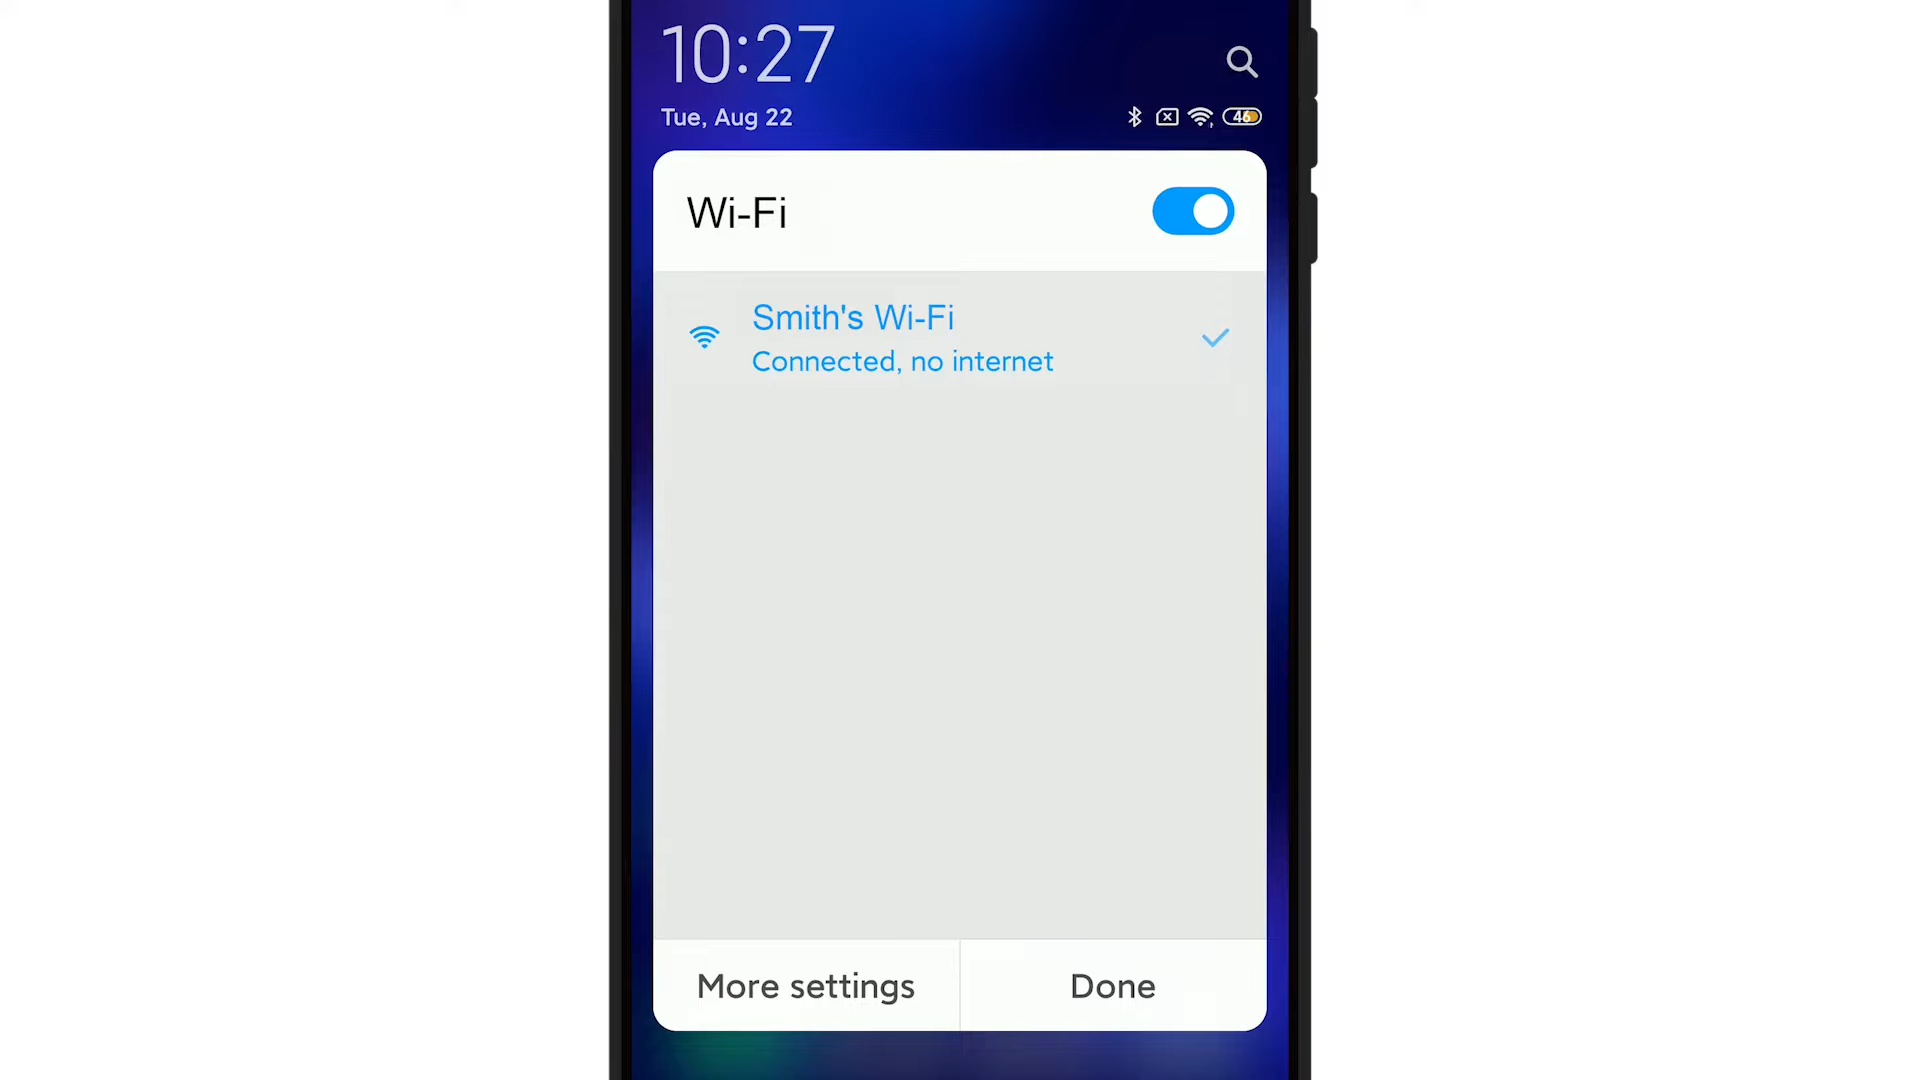 10:27
Tue, Aug 22
46
Wi-Fi
Smith's Wi-Fi
Connected, no internet
More settings
Done